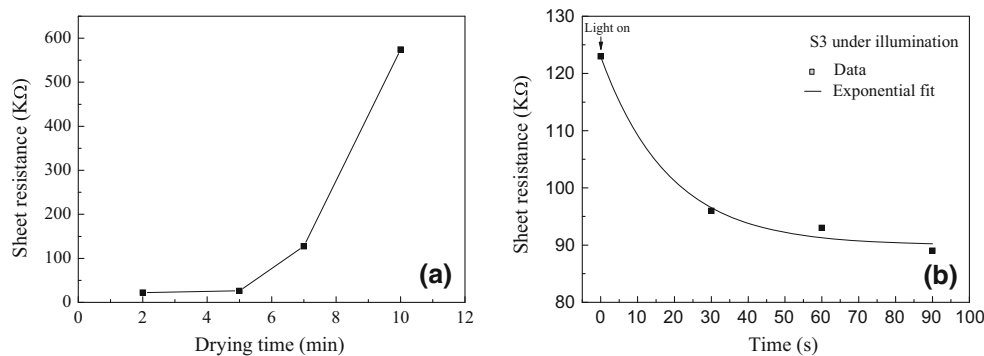 600
500
400
300
200
100
0
Sheet resistance (KΩ)
0 2 4 6 8 10 12
Drying time (min)
(a)
130
120
110
100
90
80
Sheet resistance (KΩ)
Light on
S3 under illumination
Data
Exponential fit
0 10 20 30 40 50 60 70 80 90 100
Time (s)
(b)